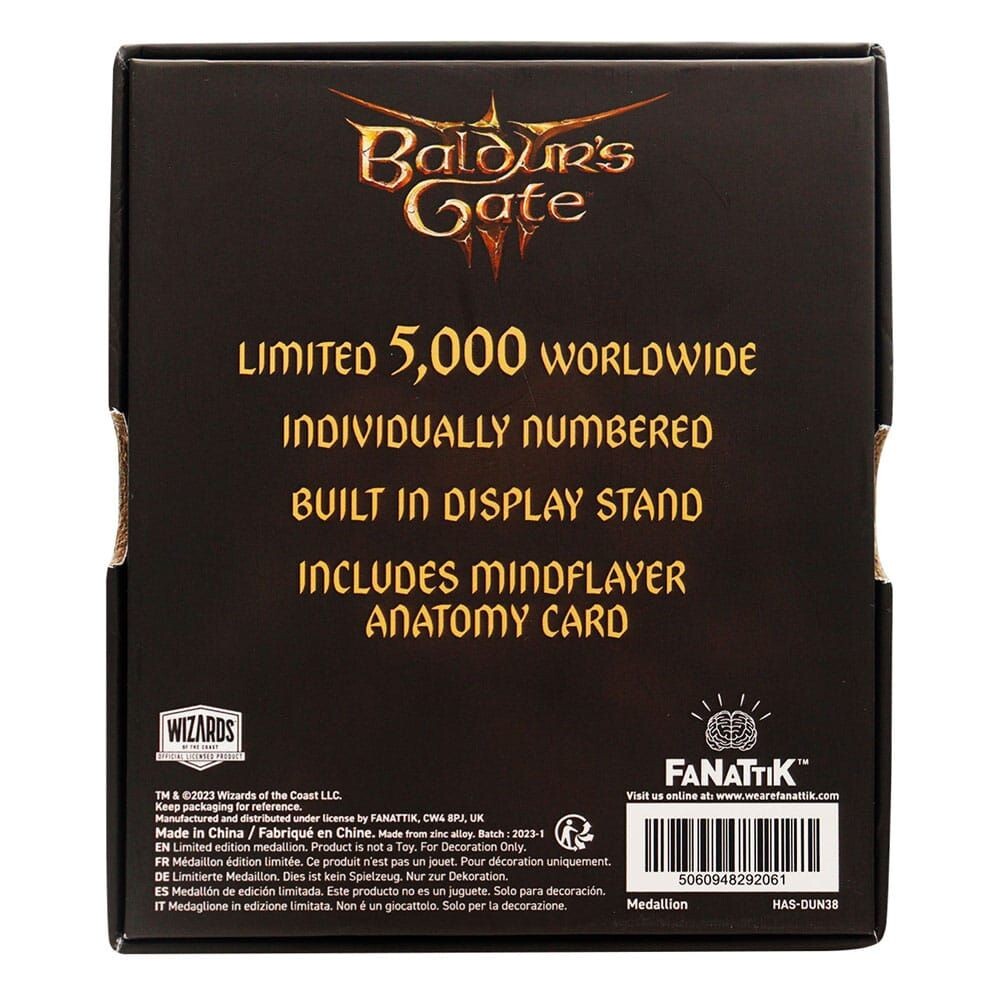 BALDUR'S
GATE™
LIMITED 5,000 WORLDWIDE
INDIVIDUALLY NUMBERED
BUILT IN DISPLAY STAND
INCLUDES MINDFLAYER
ANATOMY CARD
WIZARDS
OF THE COAST
OFFICIAL LICENSED PRODUCT
TM & ©2023 Wizards of the Coast LLC.
Keep packaging for reference.
Manufactured and distributed under license by FANATTIK, CW4 8PJ, UK
Made in China / Fabriqué en Chine. Made from zinc alloy. Batch : 2023-1
EN Limited edition medallion. Product is not a Toy. For Decoration Only.
FR Médaillon édition limitée. Ce produit n'est pas un jouet. Pour décoration uniquement.
DE Limitierte Medaillon. Dies ist kein Spielzeug. Nur zur Dekoration.
ES Medallón de edición limitada. Este producto no es un juguete. Solo para decoración.
IT Medaglione in edizione limitata. Non é un giocattolo. Solo per la decorazione.
FANATTIK™
Visit us online at: www.wearefanattik.com
5060948292061
Medallion HAS-DUN38